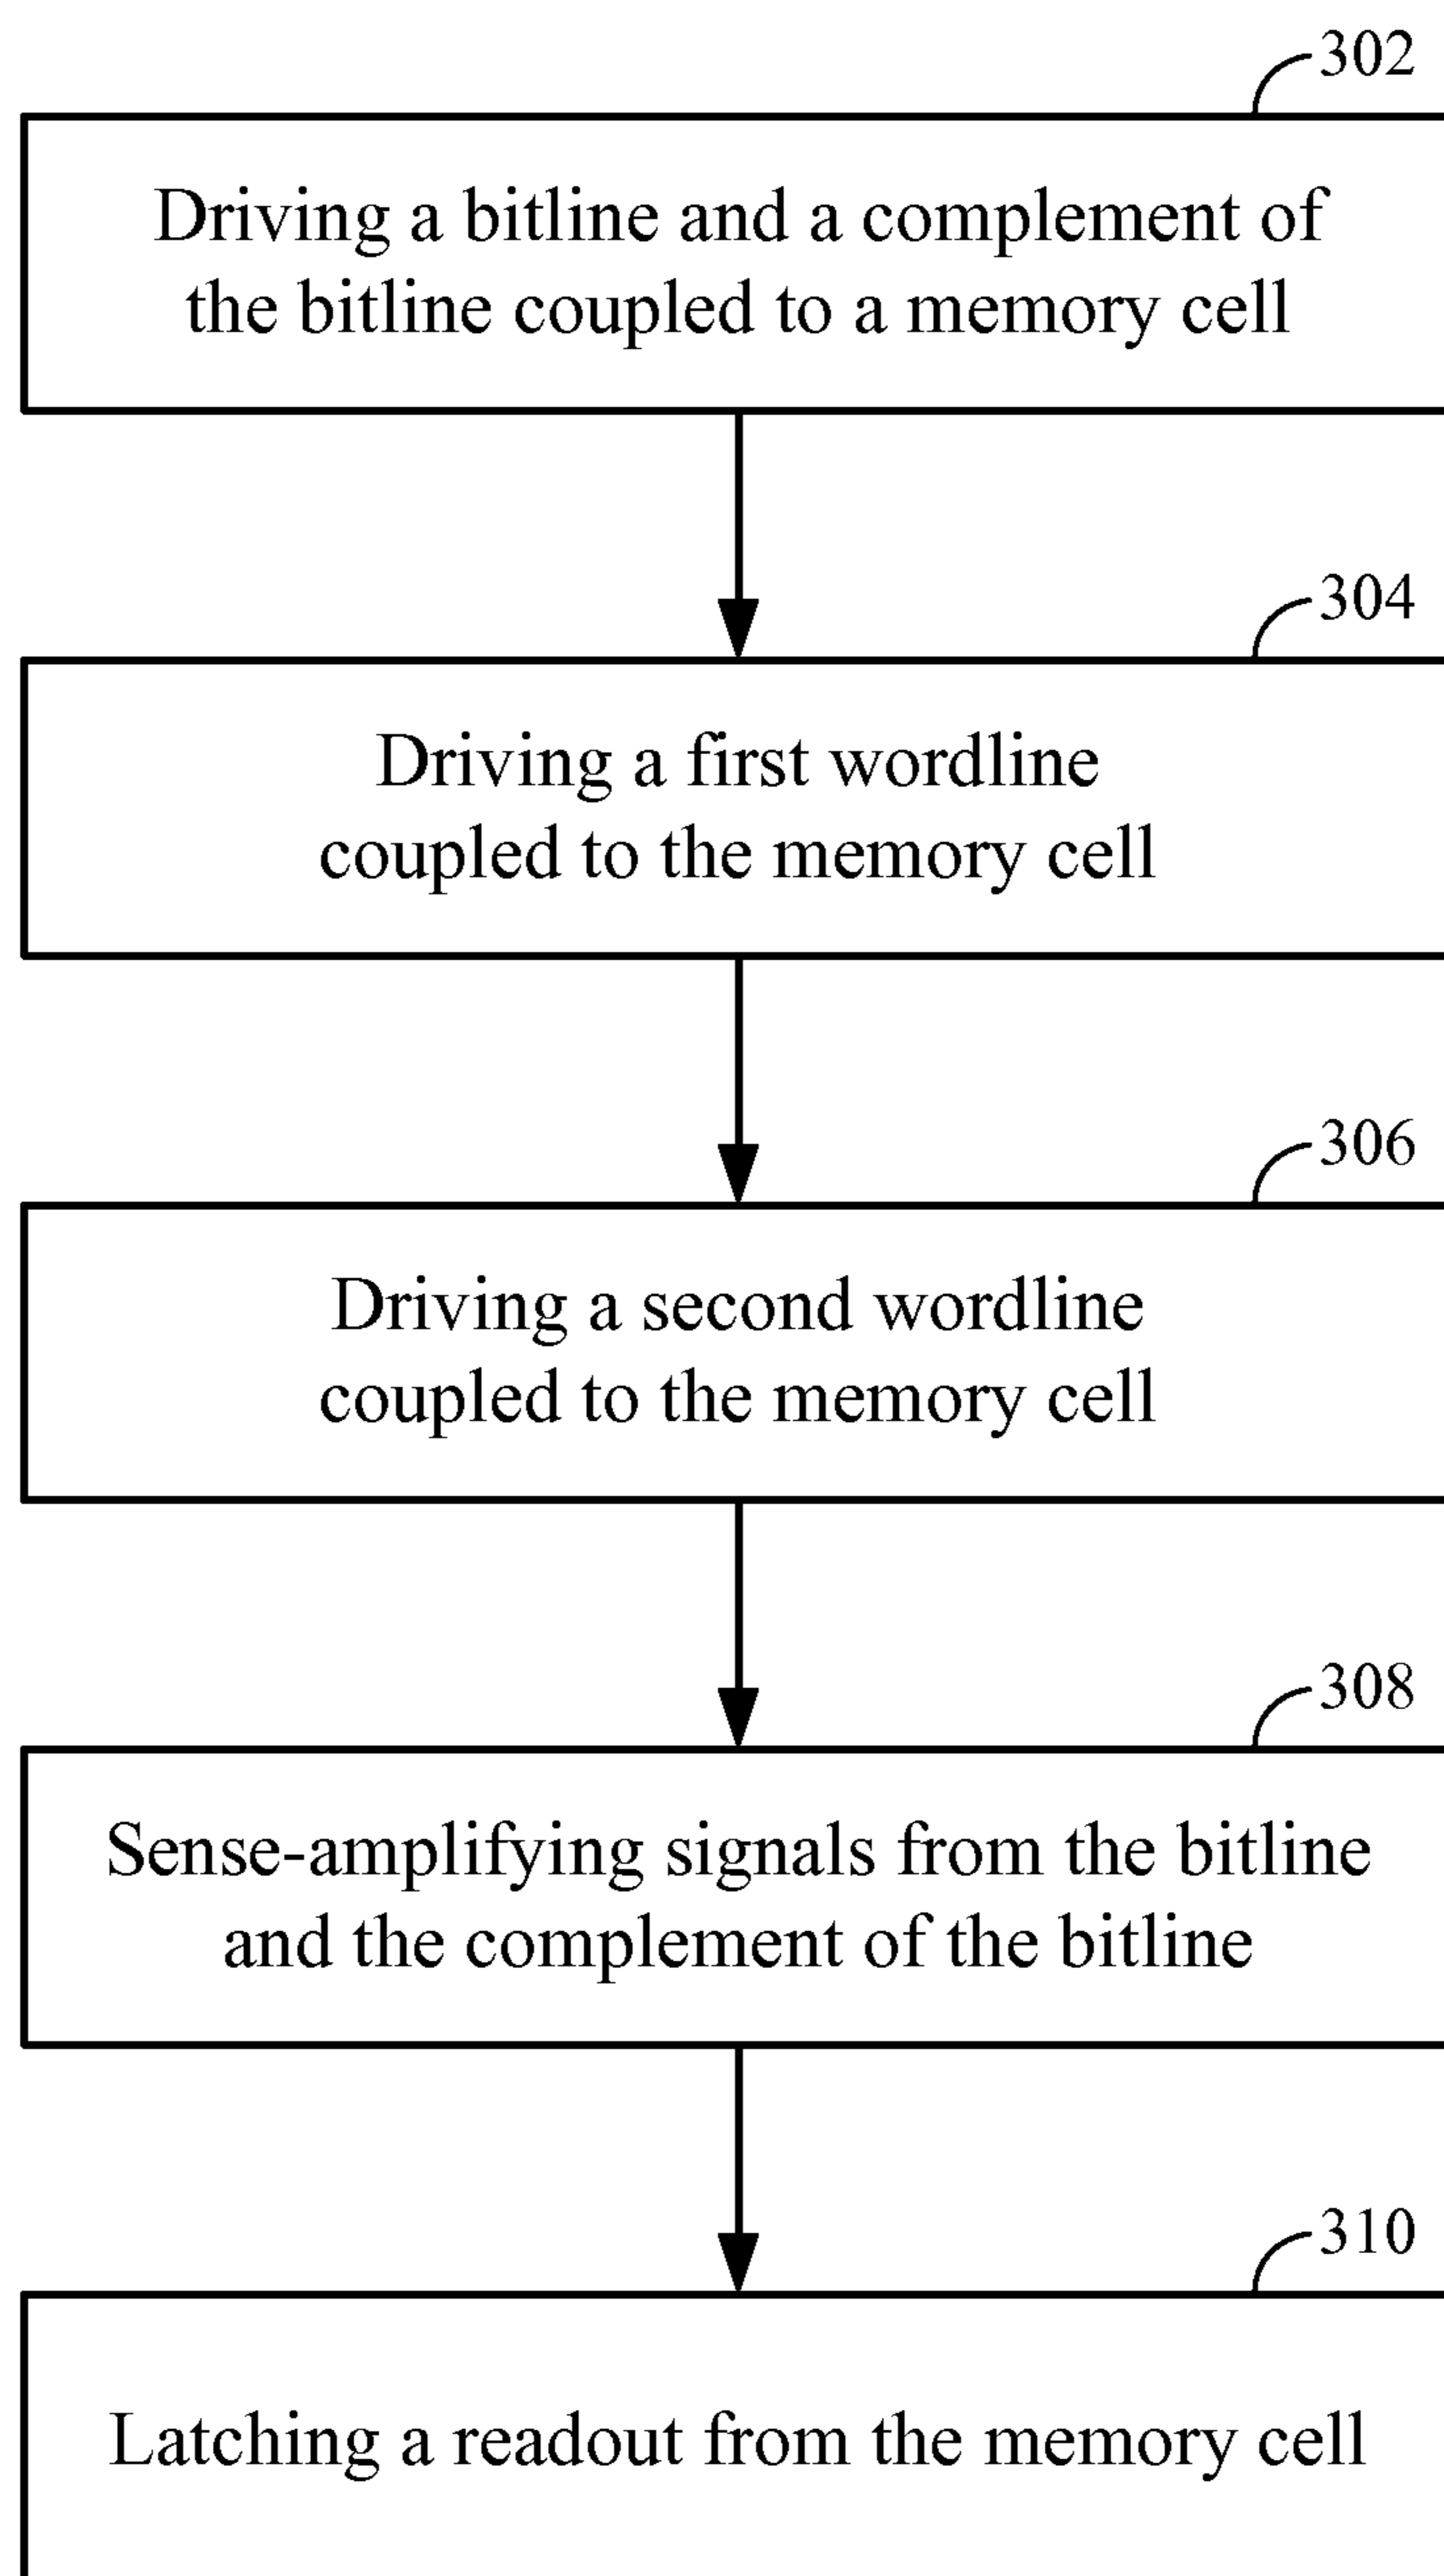 302
Driving a bitline and a complement of
the bitline coupled to a memory cell
304
Driving a first wordline
coupled to the memory cell
306
Driving a second wordline
coupled to the memory cell
308
Sense-amplifying signals from the bitline
and the complement of the bitline
310
Latching a readout from the memory cell